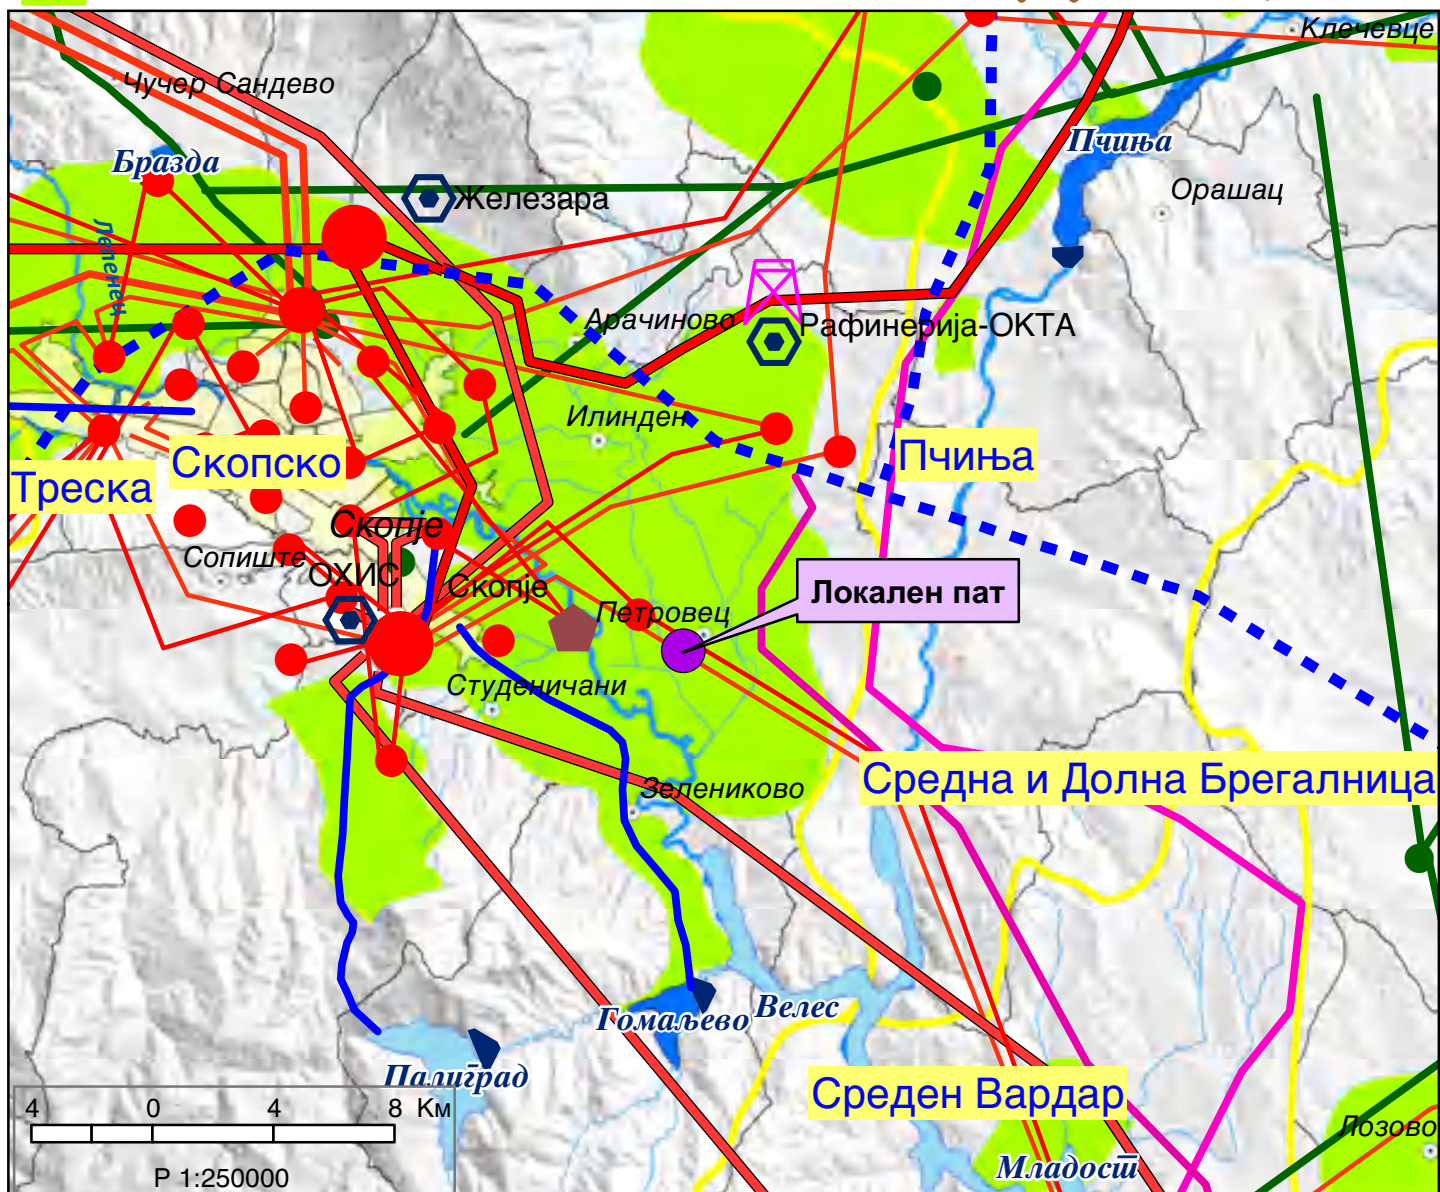 Клечевце
Чучер Сандево
Бразда
Пчиња
Железара
Орашац
Лепенец
Арачиново
Рафинерија-ОКТА
Илинден
Скопско
Пчиња
Треска
Скопје
Сопиште
ОХИС
Скопје
Локален пат
Петровец
Студеничани
Зелениково
Средна и Долна Брегалница
Гомаљево
Велес
Палиград
Среден Вардар
4 0 4 8 Км
Лозово
Младост
Р 1:250000